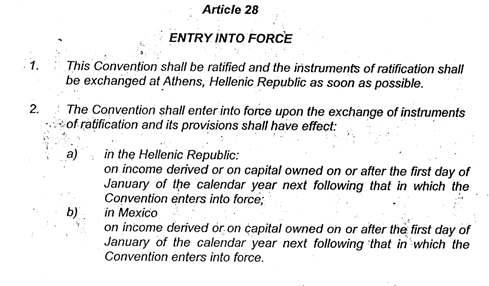 Article 28
ENTRY INTO FORCE
1. This Convention shall be ratified and the instruments of ratification shall
be exchanged at Athens, Hellenic Republic as soon as possible.
2. The Convention shall enter into force upon the exchange of instruments
of ratification and its provisions shall have effect:
a) in the Hellenic Republic:
on income derived or on capital owned on or after the first day of
January of the calendar year next following that in which the
Convention enters into force;
b) in Mexico
on income derived or on capital owned on or after the first day of
January of the calendar year next following that in which the
Convention enters into force.